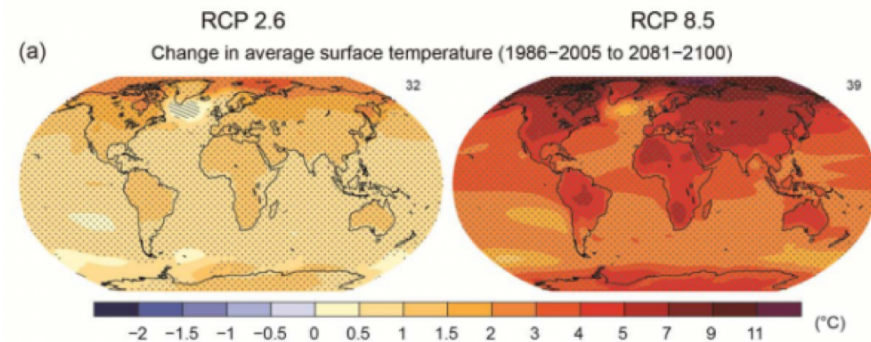 RCP 2.6 RCP 8.5
(a) Change in average surface temperature (1986−2005 to 2081−2100)
32 39
−2 −1.5 −1 −0.5 0 0.5 1 1.5 2 3 4 5 7 9 11 (°C)